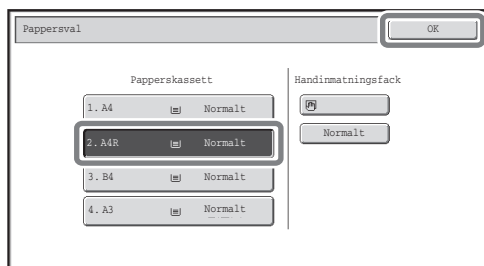 Pappersval
OK
Papperskassett
Handinmatningsfack
1. A4 Normalt
2. A4R Normalt
Normalt
3. B4 Normalt
4. A3 Normalt